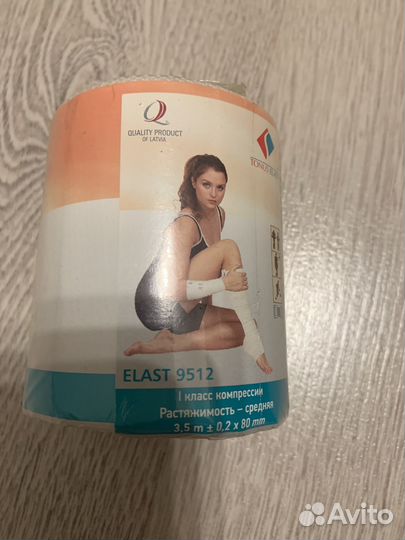 QUALITY PRODUCT
OF LATVIA
ELAST 9512
I класс компрессии
Растяжимость – средняя
3,5 m ± 0,2 x 80 mm
Avito